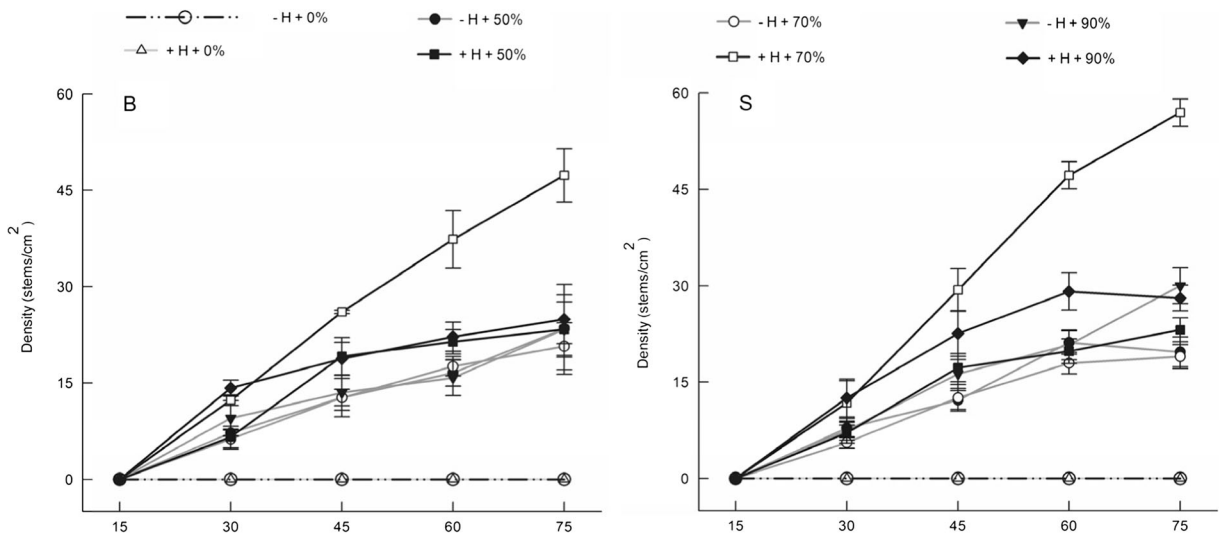 - H + 0%
- H + 50%
+ H + 0%
+ H + 50%
- H + 70%
- H + 90%
+ H + 70%
+ H + 90%
B
60
45
30
15
0
Density (stems/cm2)
15 30 45 60 75
S
60
45
30
15
0
Density (stems/cm2)
15 30 45 60 75